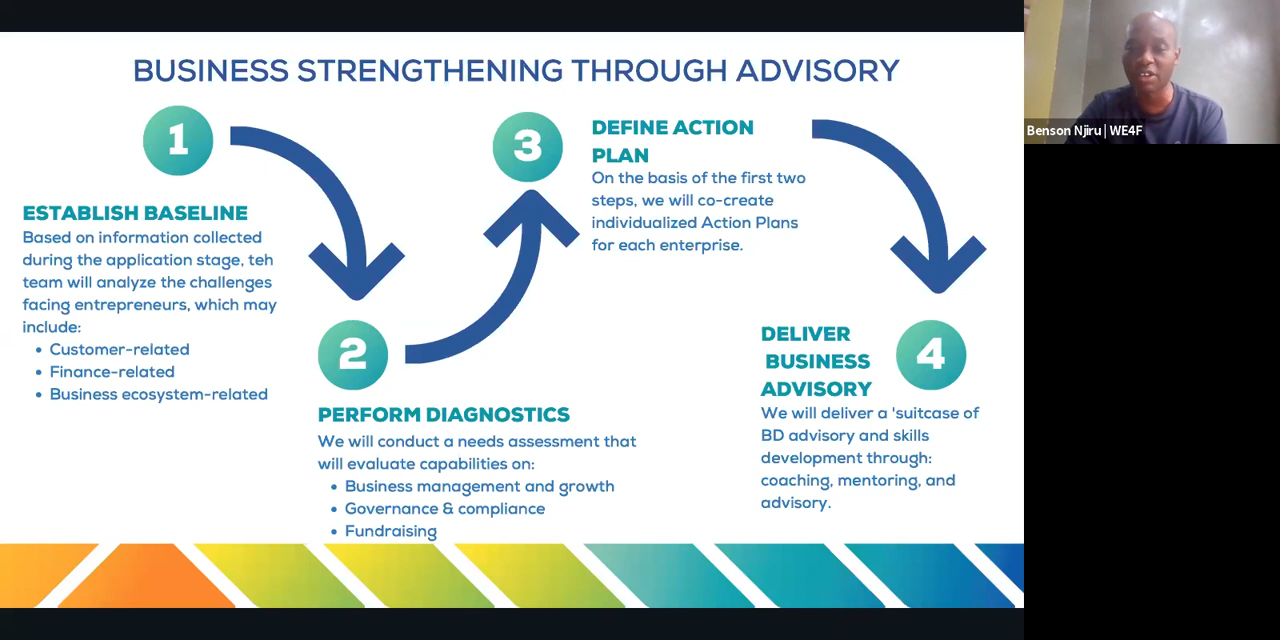 BUSINESS STRENGTHENING THROUGH ADVISORY
1
ESTABLISH BASELINE
Based on information collected
during the application stage, teh
team will analyze the challenges
facing entrepreneurs, which may
include:
• Customer-related
• Finance-related
• Business ecosystem-related
2
PERFORM DIAGNOSTICS
We will conduct a needs assessment that
will evaluate capabilities on:
• Business management and growth
• Governance & compliance
• Fundraising
3
DEFINE ACTION
PLAN
On the basis of the first two
steps, we will co-create
individualized Action Plans
for each enterprise.
4
DELIVER
BUSINESS
ADVISORY
We will deliver a 'suitcase of
BD advisory and skills
development through:
coaching, mentoring, and
advisory.
Benson Njiru | WE4F